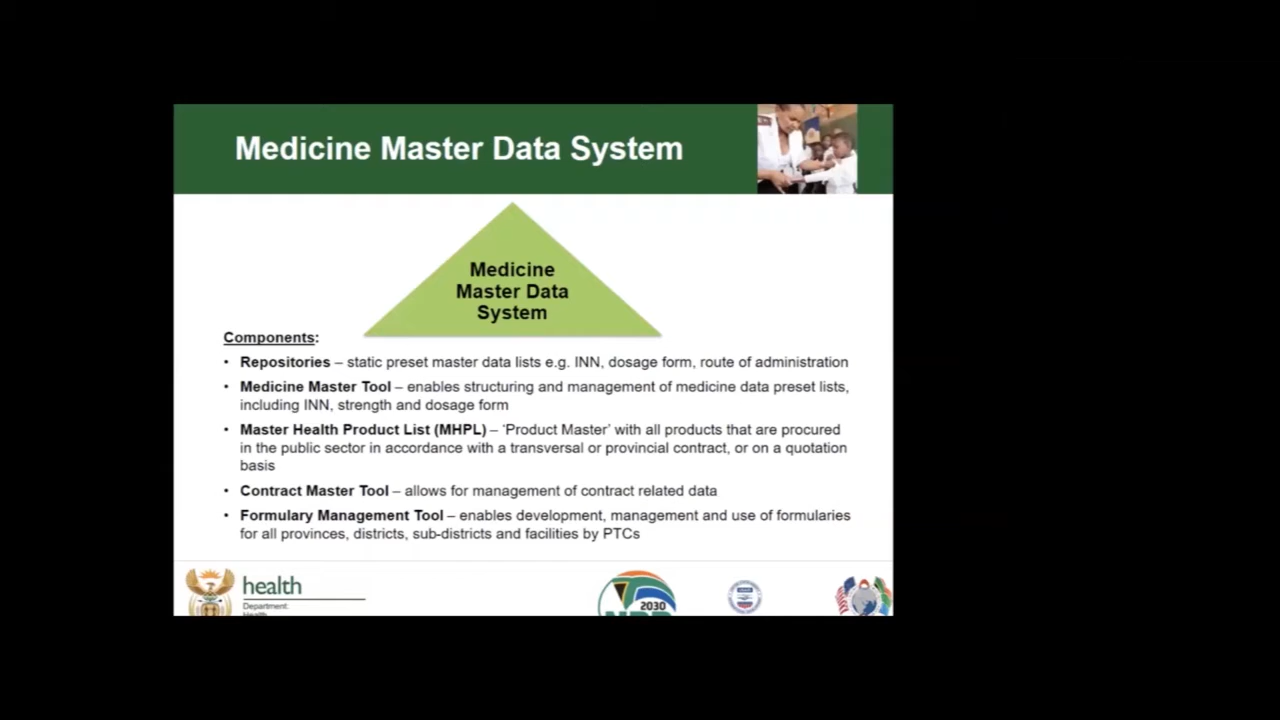 Medicine Master Data System
Medicine
Master Data
System
Components:
• Repositories – static preset master data lists e.g. INN, dosage form, route of administration
• Medicine Master Tool – enables structuring and management of medicine data preset lists,
including INN, strength and dosage form
• Master Health Product List (MHPL) – ‘Product Master’ with all products that are procured
in the public sector in accordance with a transversal or provincial contract, or on a quotation
basis
• Contract Master Tool – allows for management of contract related data
• Formulary Management Tool – enables development, management and use of formularies
for all provinces, districts, sub-districts and facilities by PTCs
health
Department:
2030